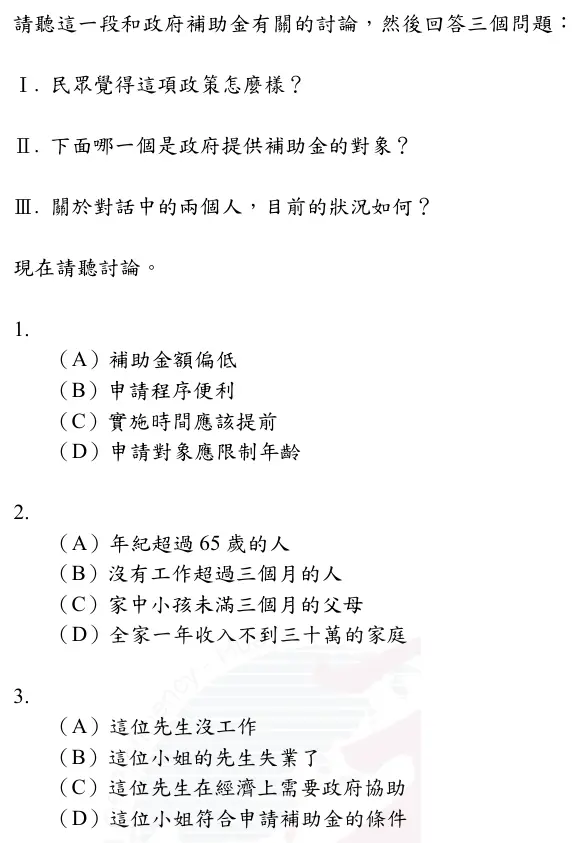 請聽這一段和政府補助金有關的討論，然後回答三個問題：
Ⅰ. 民眾覺得這項政策怎麼樣？
Ⅱ. 下面哪一個是政府提供補助金的對象？
Ⅲ. 關於對話中的兩個人，目前的狀況如何？
現在請聽討論。
1.
（A）補助金額偏低
（B）申請程序便利
（C）實施時間應該提前
（D）申請對象應限制年齡
2.
（A）年紀超過 65 歲的人
（B）沒有工作超過三個月的人
（C）家中小孩未滿三個月的父母
（D）全家一年收入不到三十萬的家庭
3.
（A）這位先生沒工作
（B）這位小姐的先生失業了
（C）這位先生在經濟上需要政府協助
（D）這位小姐符合申請補助金的條件